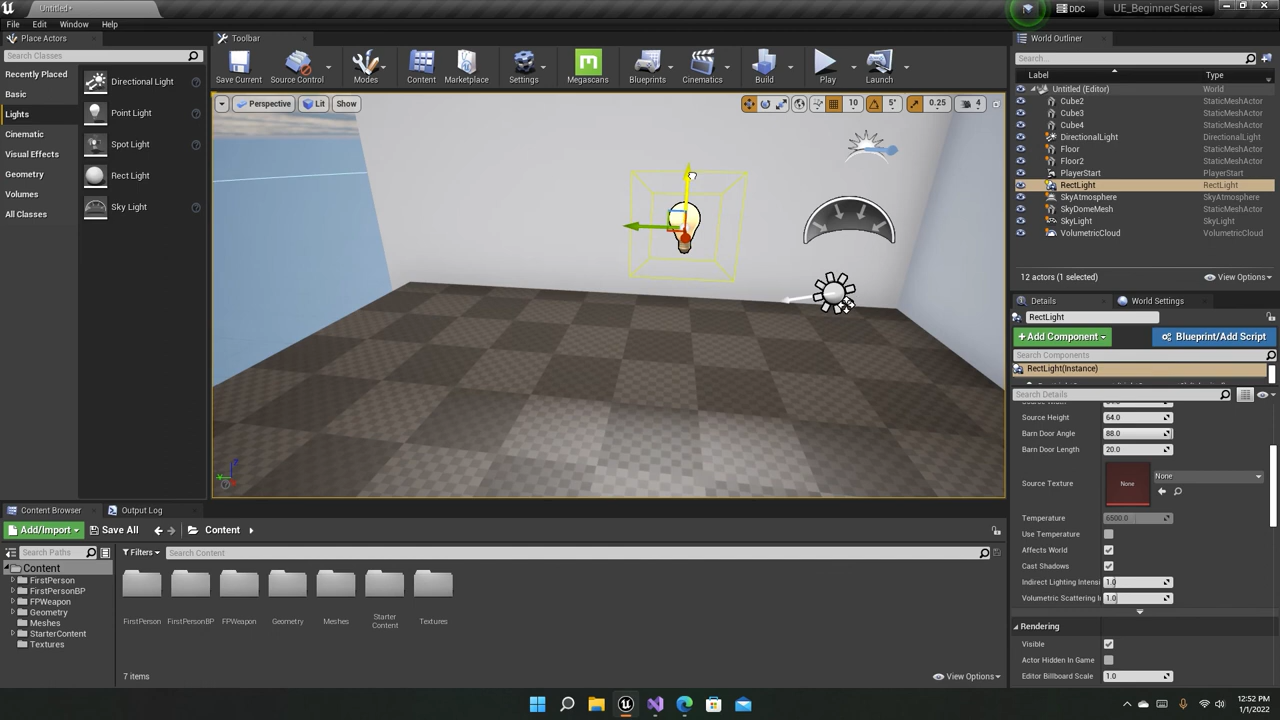 Untitled*
DDC
UE_BeginnerSeries
File Edit Window Help
Place Actors
Search Classes
Recently Placed
Basic
Lights
Cinematic
Visual Effects
Geometry
Volumes
All Classes
Directional Light
Point Light
Spot Light
Rect Light
Sky Light
Toolbar
Save Current Source Control Modes Content Marketplace Settings Megascans Blueprints Cinematics Build Play Launch
Perspective Lit Show
10 5° 0.25 4
World Outliner
Search...
Label Type
Untitled (Editor) World
Cube2 StaticMeshActor
Cube3 StaticMeshActor
Cube4 StaticMeshActor
DirectionalLight DirectionalLight
Floor StaticMeshActor
Floor2 StaticMeshActor
PlayerStart PlayerStart
RectLight RectLight
SkyAtmosphere SkyAtmosphere
SkyDomeMesh StaticMeshActor
SkyLight SkyLight
VolumetricCloud VolumetricCloud
12 actors (1 selected) View Options
Details World Settings
RectLight
+Add Component Blueprint/Add Script
Search Components
RectLight(Instance)
Search Details
Source Height 64.0
Barn Door Angle 88.0
Barn Door Length 20.0
Source Texture None None
Temperature 6500.0
Use Temperature
Affects World
Cast Shadows
Indirect Lighting Intens 1.0
Volumetric Scattering I 1.0
Rendering
Visible
Actor Hidden In Game
Editor Billboard Scale 1.0
Content Browser Output Log
Add/Import Save All Content
Search Paths Filters Search Content
Content
FirstPerson
FirstPersonBP
FPWeapon
Geometry
Meshes
StarterContent
Textures
FirstPerson FirstPersonBP FPWeapon Geometry Meshes Starter Content Textures
7 items View Options
12:52 PM
1/1/2022